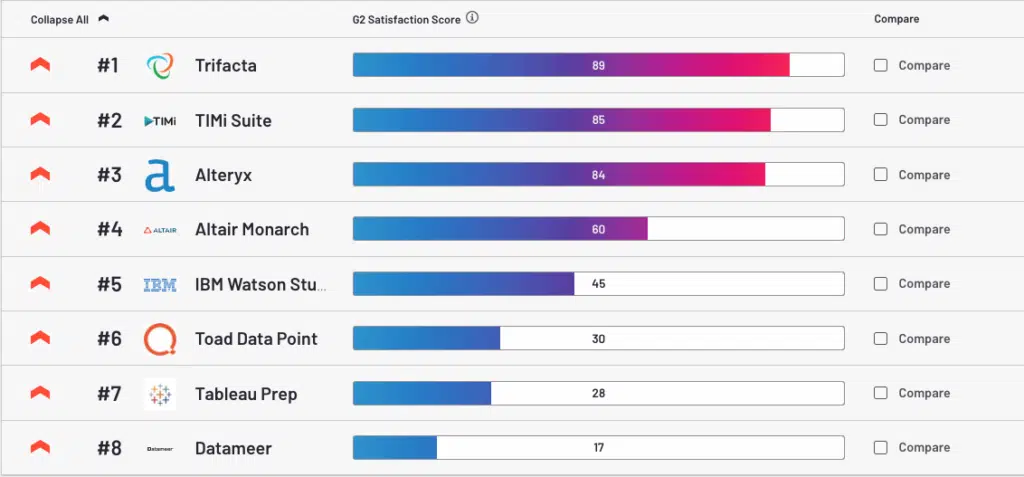 Collapse All G2 Satisfaction Score Compare
#1 Trifacta 89 Compare
#2 TIMi TIMi Suite 85 Compare
#3 a Alteryx 84 Compare
#4 ALTAIR Altair Monarch 60 Compare
#5 IBM IBM Watson Stu... 45 Compare
#6 Toad Data Point 30 Compare
#7 Tableau Prep 28 Compare
#8 Datameer Datameer 17 Compare